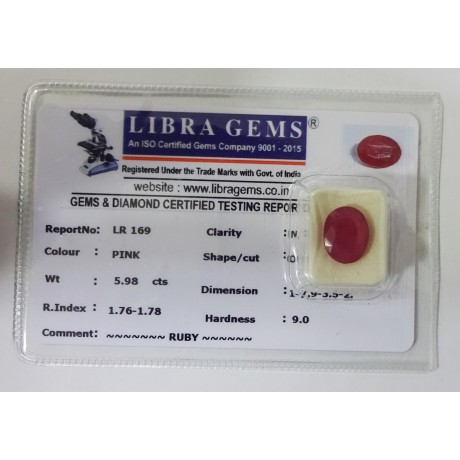 LIBRA GEMS ®
An ISO Certified Gems Company 9001 - 2015
Registered Under the Trade Marks with Govt. of India
website : www.libragems.co.in
GEMS & DIAMOND CERTIFIED TESTING REPORT
ReportNo: LR 169 Clarity :
Colour : PINK Shape/cut :
Wt : 5.98 cts Dimension :
R.Index : 1.76-1.78 Hardness : 9.0
Comment: ~~~~~~~ RUBY ~~~~~~